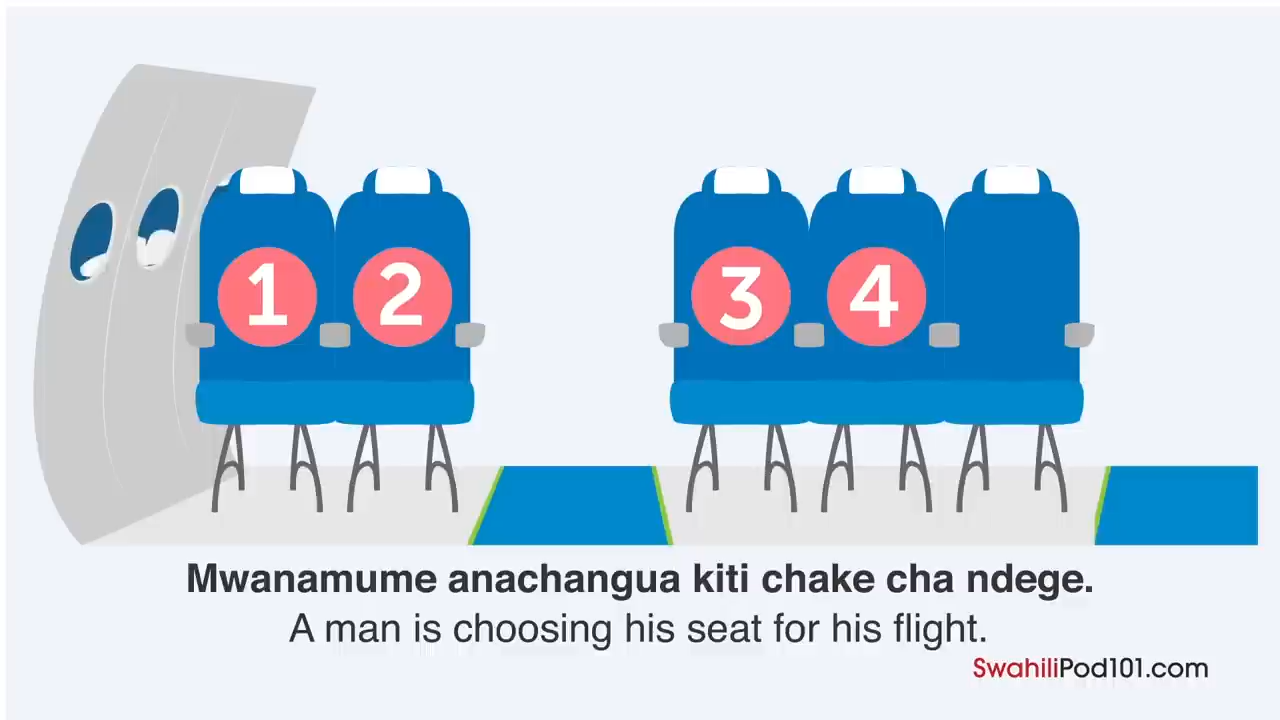 1 2 3 4
Mwanamume anachangua kiti chake cha ndege.
A man is choosing his seat for his flight.
SwahiliPod101.com